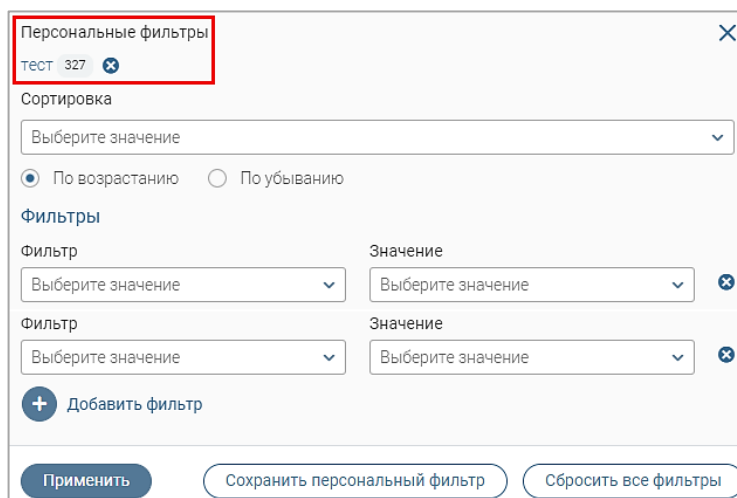 Персональные фильтры
тест 327
Сортировка
Выберите значение
По возрастанию По убыванию
Фильтры
Фильтр Значение
Выберите значение Выберите значение
Фильтр Значение
Выберите значение Выберите значение
Добавить фильтр
Применить Сохранить персональный фильтр Сбросить все фильтры